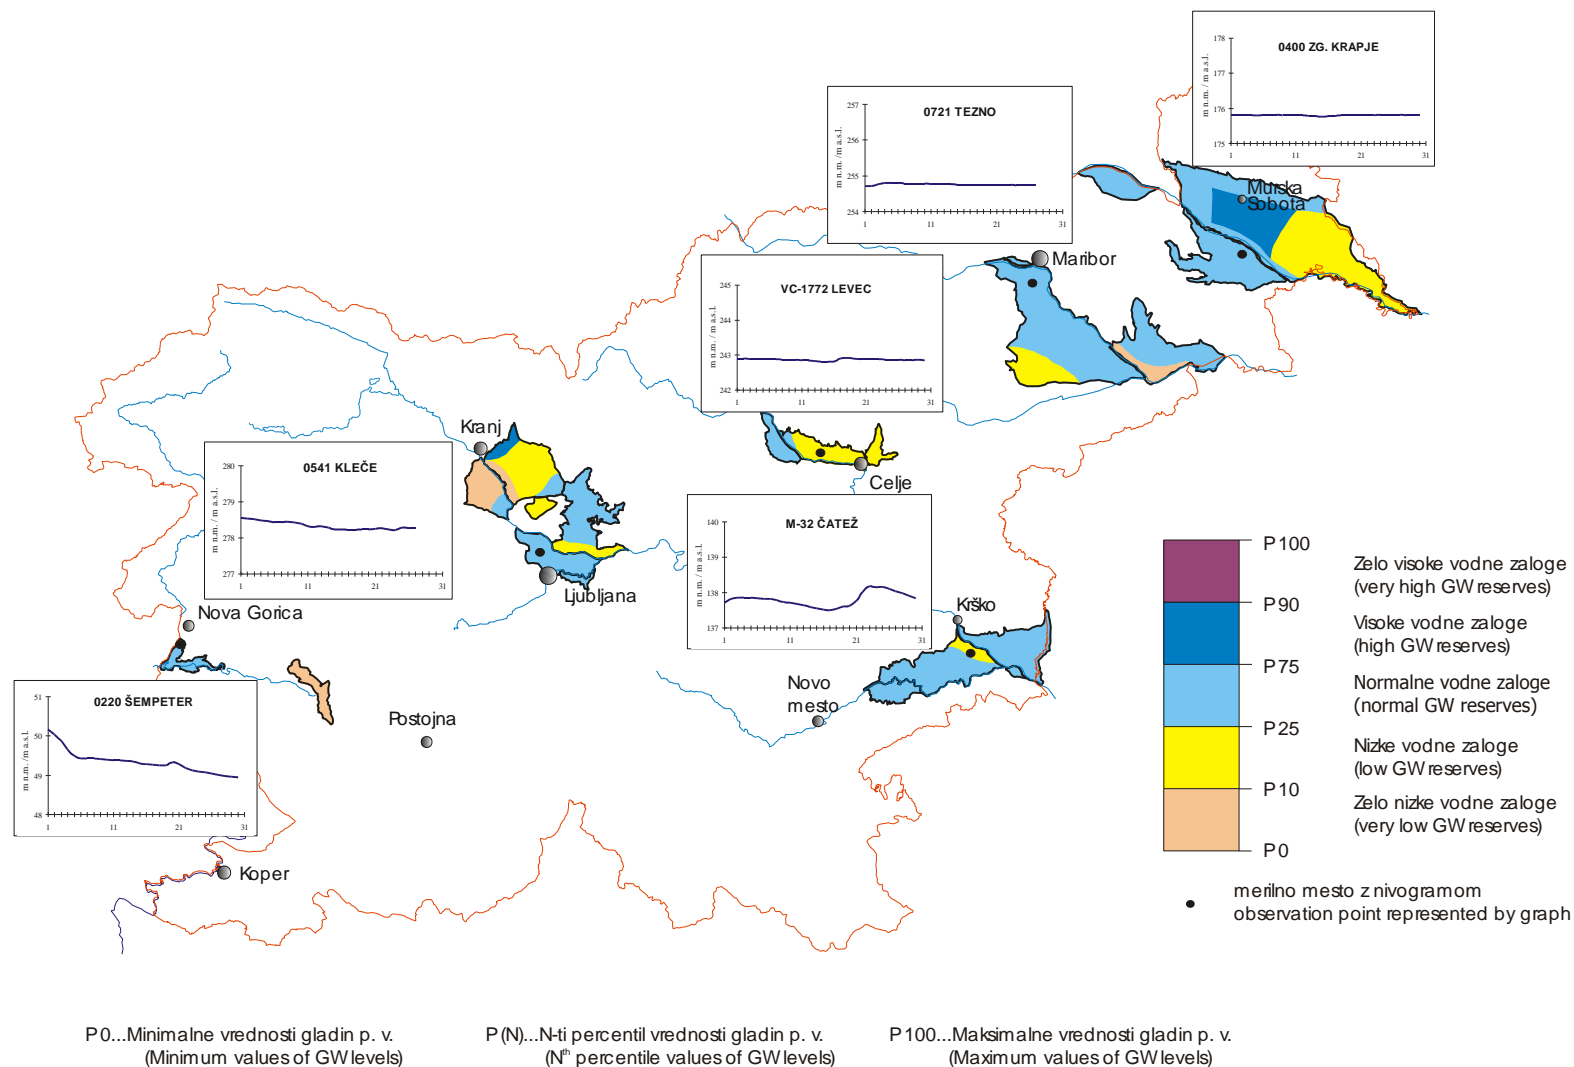 0400 ZG. KRAPJE
m n.m. / m a.s.l.
178
177
176
175
1
11
21
31
0721 TEZNO
m n.m. /m a.s.l.
257
256
255
254
1
11
21
31
Murska
Sobota
Maribor
VC-1772 LEVEC
m n.m. / m a.s.l.
245
244
243
242
1
11
21
31
Kranj
Celje
0541 KLEČE
m n.m. / m a.s.l.
280
279
278
277
1
11
21
31
M-32 ČATEŽ
m n.m. / m a.s.l.
140
139
138
137
1
11
21
31
Ljubljana
Nova Gorica
Krško
Novo
mesto
Postojna
0220 ŠEMPETER
m n.m. /m a.s.l.
51
50
49
48
1
11
21
31
Koper
P100
Zelo visoke vodne zaloge
(very high GW reserves)
P90
Visoke vodne zaloge
(high GW reserves)
P75
Normalne vodne zaloge
(normal GW reserves)
P25
Nizke vodne zaloge
(low GW reserves)
P10
Zelo nizke vodne zaloge
(very low GW reserves)
P0
merilno mesto z nivogramom
observation point represented by graph
P0...Minimalne vrednosti gladin p. v.
(Minimum values of GW levels)
P(N)...N-ti percentil vrednosti gladin p. v.
(Nth percentile values of GW levels)
P100...Maksimalne vrednosti gladin p. v.
(Maximum values of GW levels)